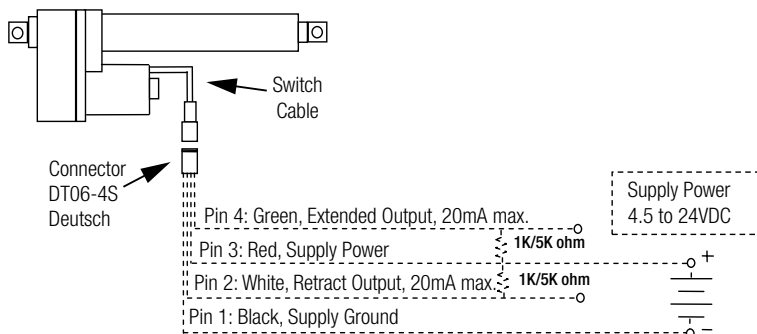 Switch
Cable
Connector
DT06-4S
Deutsch
Supply Power
4.5 to 24VDC
Pin 4: Green, Extended Output, 20mA max.
1K/5K ohm
Pin 3: Red, Supply Power
+
Pin 2: White, Retract Output, 20mA max.
1K/5K ohm
Pin 1: Black, Supply Ground
−